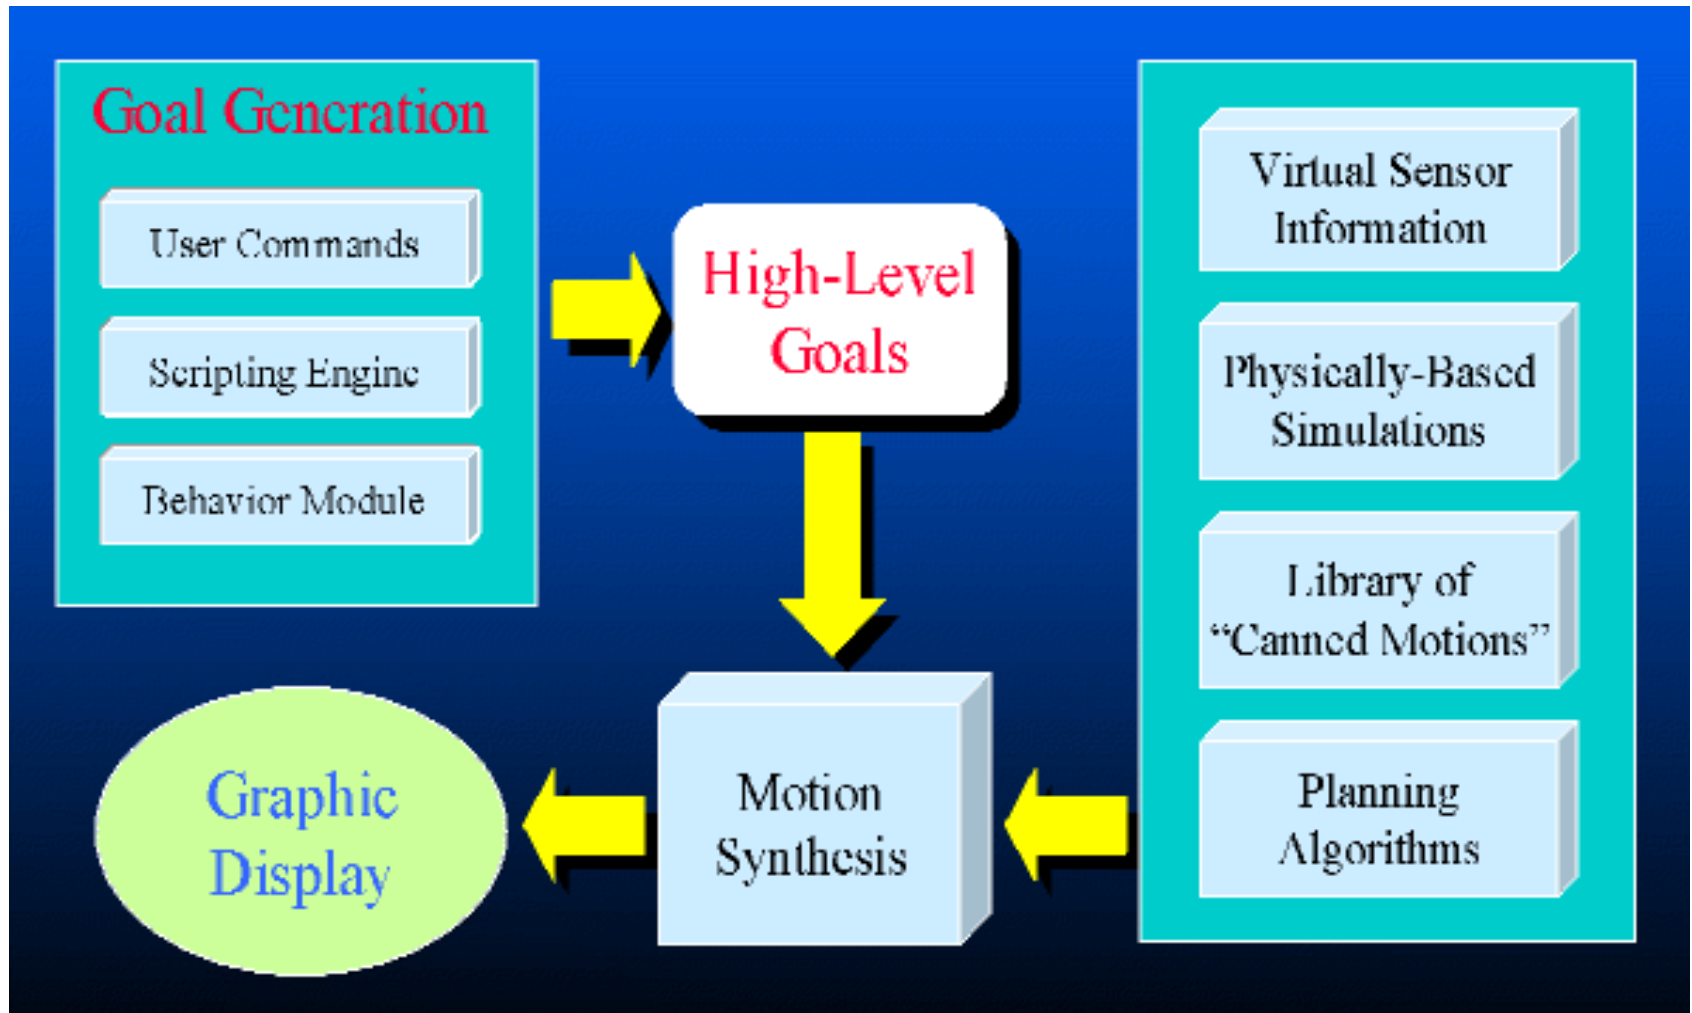 Goal Generation
User Commands
Scripting Engine
Behavior Module
High-Level
Goals
Motion
Synthesis
Graphic
Display
Virtual Sensor
Information
Physically-Based
Simulations
Library of
“Canned Motions”
Planning
Algorithms